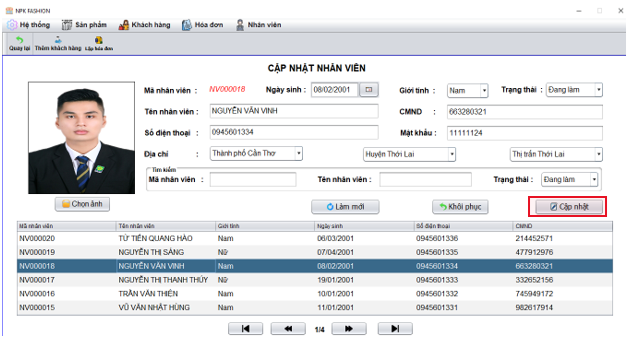 NPK FASHION
Hệ thống Sản phẩm Khách hàng Hóa đơn Nhân viên
Quay lại Thêm khách hàng Lập hóa đơn
CẬP NHẬT NHÂN VIÊN
Mã nhân viên : NV000018 Ngày sinh : 08/02/2001 Giới tính : Nam Trạng thái : Đang làm
Tên nhân viên : NGUYỄN VĂN VINH CMND : 663280321
Số điện thoại : 0945601334 Mật khẩu : 11111124
Địa chỉ : Thành phố Cần Thơ Huyện Thới Lai Thị trấn Thới Lai
Tìm kiếm
Mã nhân viên : Tên nhân viên : Trạng thái : Đang làm
Chọn ảnh Làm mới Khôi phục Cập nhật
Mã nhân viên Tên nhân viên Giới tính Ngày sinh Số điện thoại CMND
NV000020 TỪ TIẾN QUANG HÀO Nam 06/03/2001 0945601336 214452571
NV000019 NGUYỄN THỊ SÀNG Nữ 07/04/2001 0945601335 477912976
NV000018 NGUYỄN VĂN VINH Nam 08/02/2001 0945601334 663280321
NV000017 NGUYỄN THỊ THANH THÚY Nữ 19/01/2001 0945601333 332652156
NV000016 TRẦN VĂN THIÊN Nam 10/01/2001 0945601332 745949172
NV000015 VŨ VĂN NHẬT HÙNG Nam 11/01/2001 0945601331 982617914
1/4